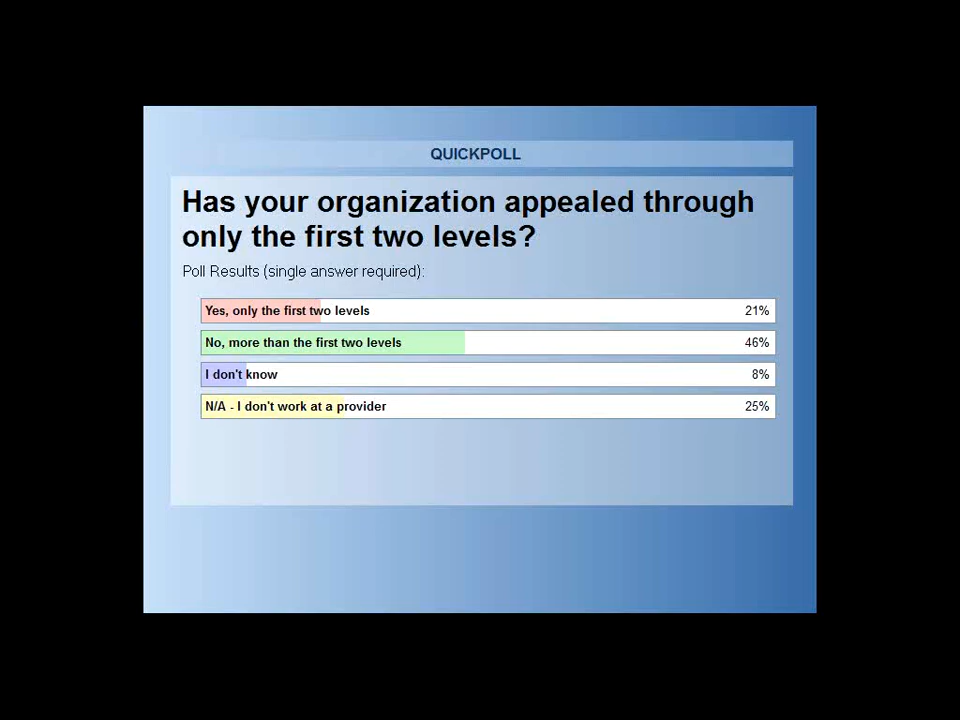 QUICKPOLL
Has your organization appealed through
only the first two levels?
Poll Results (single answer required):
Yes, only the first two levels 21%
No, more than the first two levels 46%
I don't know 8%
N/A - I don't work at a provider 25%